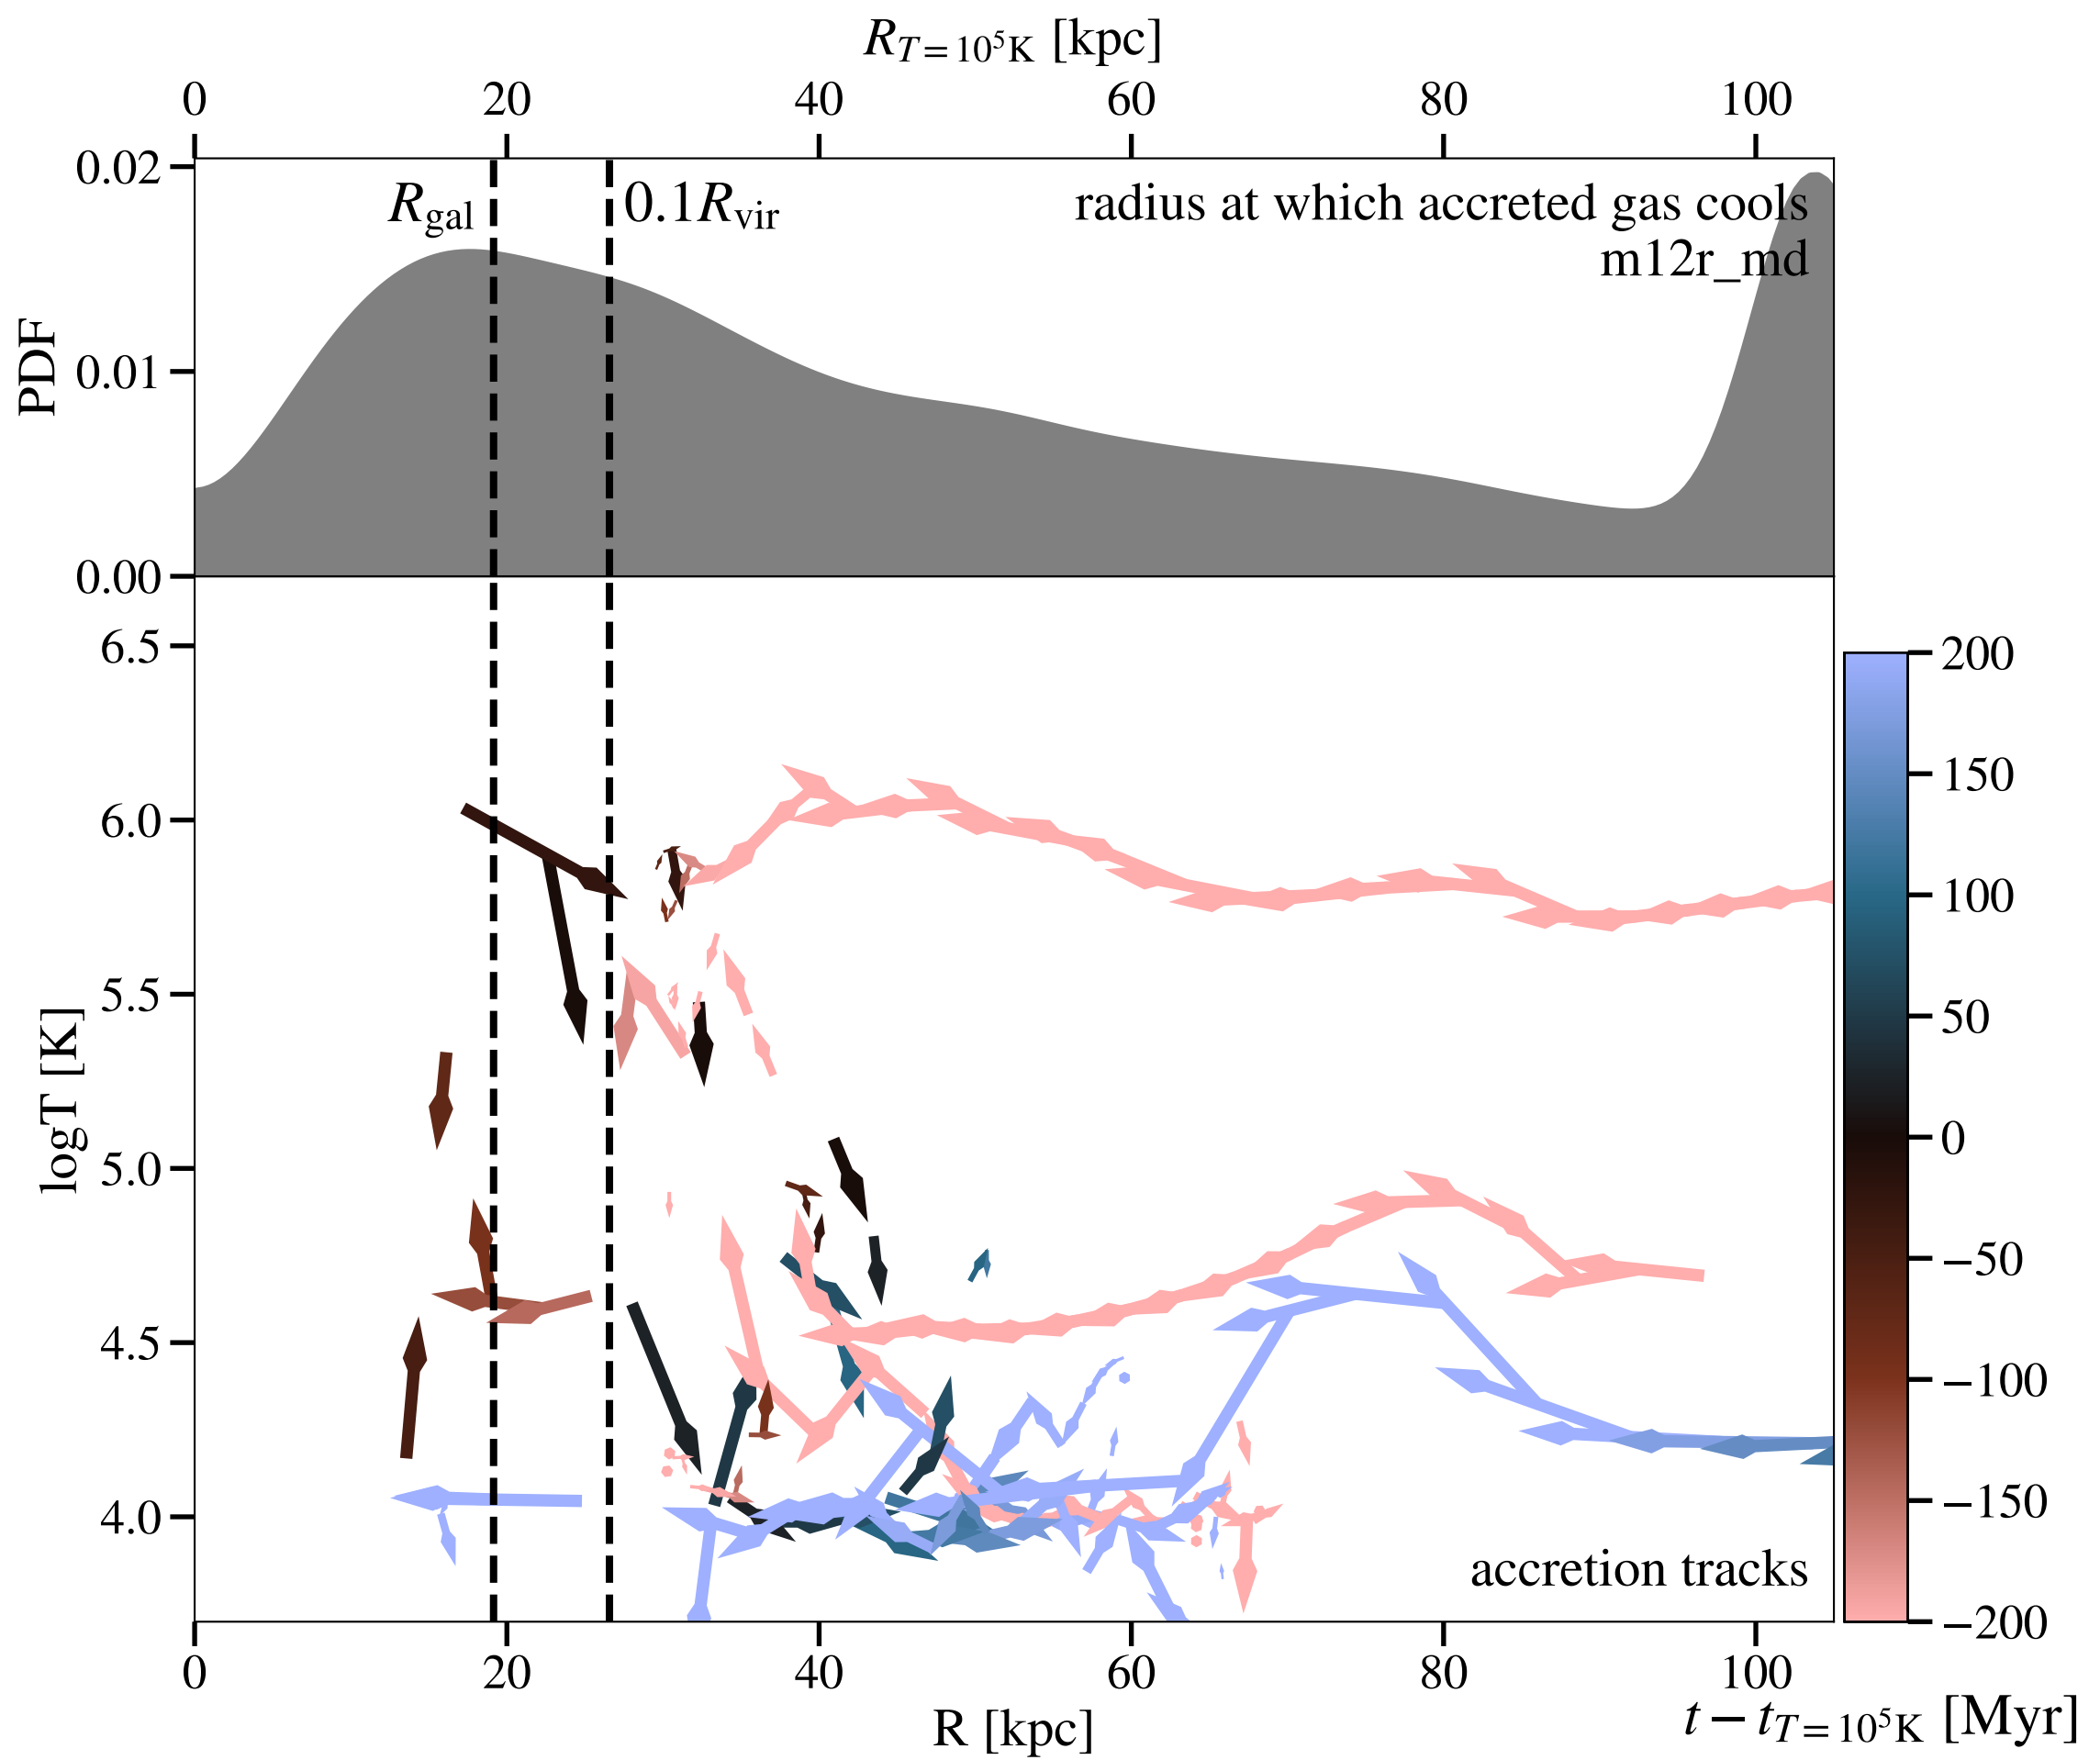 R_{T=10^5K} [kpc]
0 20 40 60 80 100
0.02
R_gal 0.1R_vir radius at which accreted gas cools
m12r_md
PDF
0.01
0.00
6.5
6.0
5.5
5.0
4.5
4.0
logT [K]
accretion tracks
200
150
100
50
0
−50
−100
−150
−200
0 20 40 60 80 100
R [kpc]
t − t_{T=10^5K} [Myr]